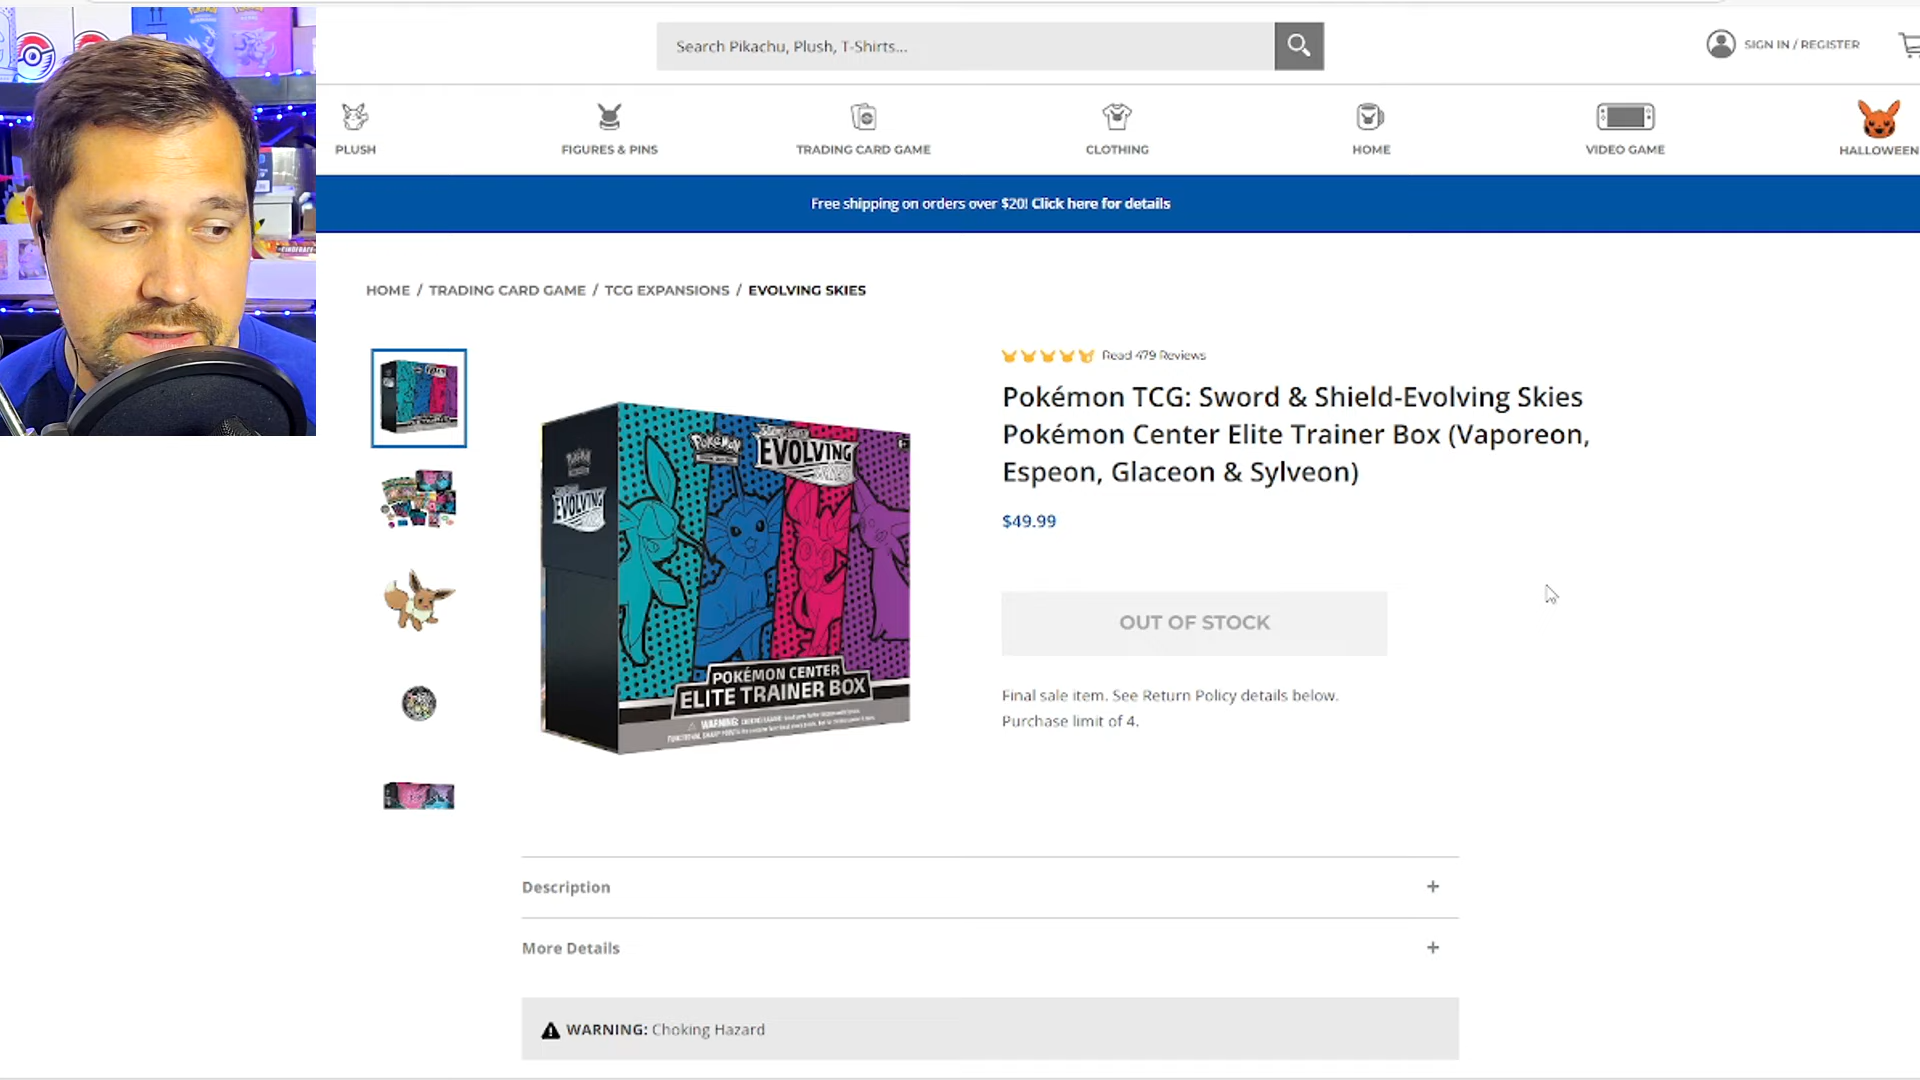 Search Pikachu, Plush, T-Shirts...
SIGN IN / REGISTER
PLUSH
FIGURES & PINS
TRADING CARD GAME
CLOTHING
HOME
VIDEO GAME
HALLOWEEN
Free shipping on orders over $20! Click here for details
HOME / TRADING CARD GAME / TCG EXPANSIONS / EVOLVING SKIES
Read 479 Reviews
Pokémon TCG: Sword & Shield-Evolving Skies
Pokémon Center Elite Trainer Box (Vaporeon,
Espeon, Glaceon & Sylveon)
$49.99
OUT OF STOCK
Final sale item. See Return Policy details below.
Purchase limit of 4.
Pokémon
EVOLVING
EVOLVING
POKÉMON CENTER
ELITE TRAINER BOX
WARNING:
Description
More Details
WARNING: Choking Hazard